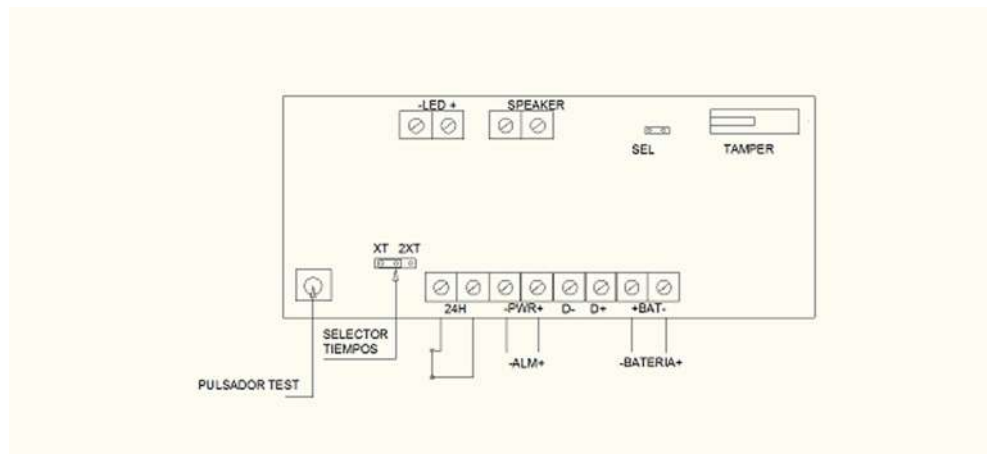 -LED + SPEAKER
SEL TAMPER
XT 2XT
24H -PWR+ D- D+ +BAT-
SELECTOR
TIEMPOS
-ALM+ -BATERIA+
PULSADOR TEST